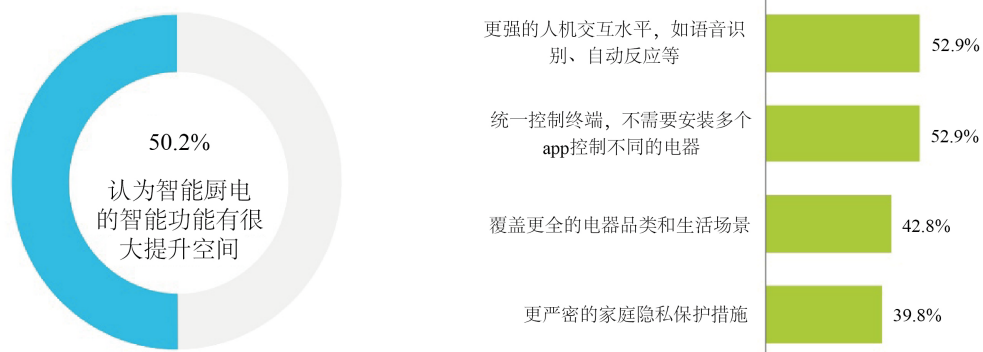 50.2%
认为智能厨电
的智能功能有很
大提升空间
更强的人机交互水平，如语音识
别、自动反应等
52.9%
统一控制终端，不需要安装多个
app控制不同的电器
52.9%
覆盖更全的电器品类和生活场景
42.8%
更严密的家庭隐私保护措施
39.8%